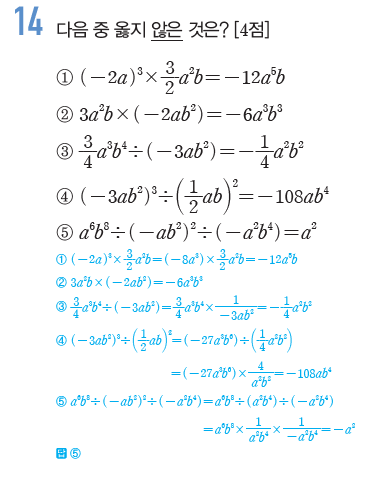 14
다음 중 옳지 않은 것은? [4점]
① (−2a)³×3/2a²b=−12a⁵b
② 3a²b×(−2ab²)=−6a³b³
③ 3/4a³b⁴÷(−3ab²)=−1/4a²b²
④ (−3ab²)³÷(1/2ab)²=−108ab⁴
⑤ a⁶b⁸÷(−ab²)²÷(−a²b⁴)=a²
① (−2a)³×3/2a²b=(−8a³)×3/2a²b=−12a⁵b
② 3a²b×(−2ab²)=−6a³b³
③ 3/4a³b⁴÷(−3ab²)=3/4a³b⁴×1/−3ab²=−1/4a²b²
④ (−3ab²)³÷(1/2ab)²=(−27a³b⁶)÷(1/4a²b²)
=(−27a³b⁶)×4/a²b²=−108ab⁴
⑤ a⁶b⁸÷(−ab²)²÷(−a²b⁴)=a⁶b⁸÷(a²b⁴)÷(−a²b⁴)
=a⁶b⁸×1/a²b⁴×1/−a²b⁴=−a²
답 ⑤